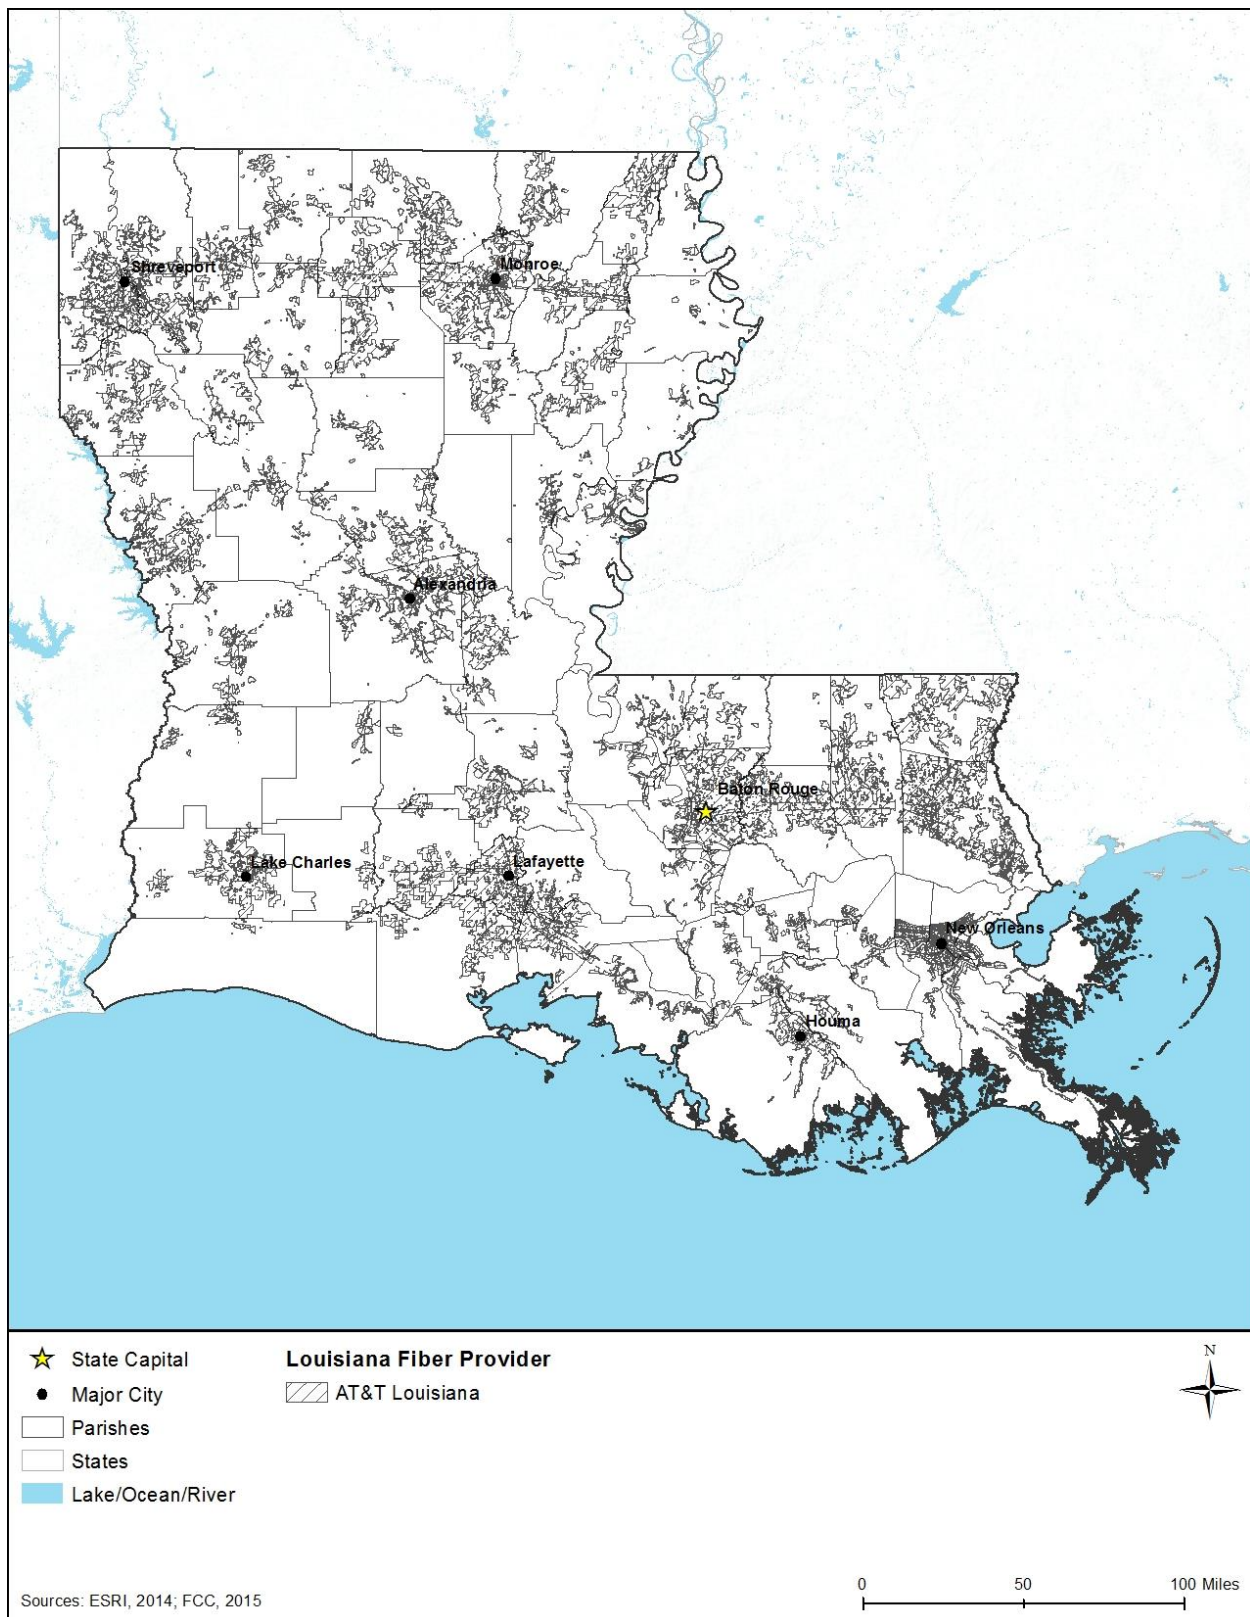 Shreveport
Monroe
Alexandria
Baton Rouge
Lake Charles
Lafayette
New Orleans
Houma
State Capital
Major City
Parishes
States
Lake/Ocean/River
Louisiana Fiber Provider
AT&T Louisiana
N
0 50 100 Miles
Sources: ESRI, 2014; FCC, 2015